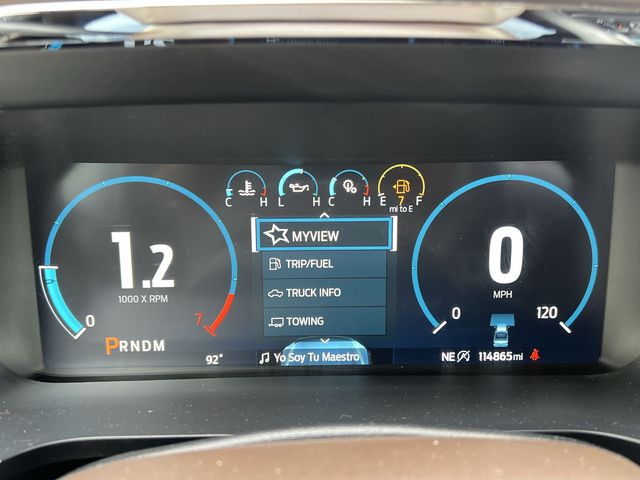 C H L H C H E 7 F
mi to E
MYVIEW
TRIP/FUEL
TRUCK INFO
TOWING
1.2
1000 X RPM
0 7
PRNDM
92°
Yo Soy Tu Maestro
0
MPH
0 120
NE 114865mi